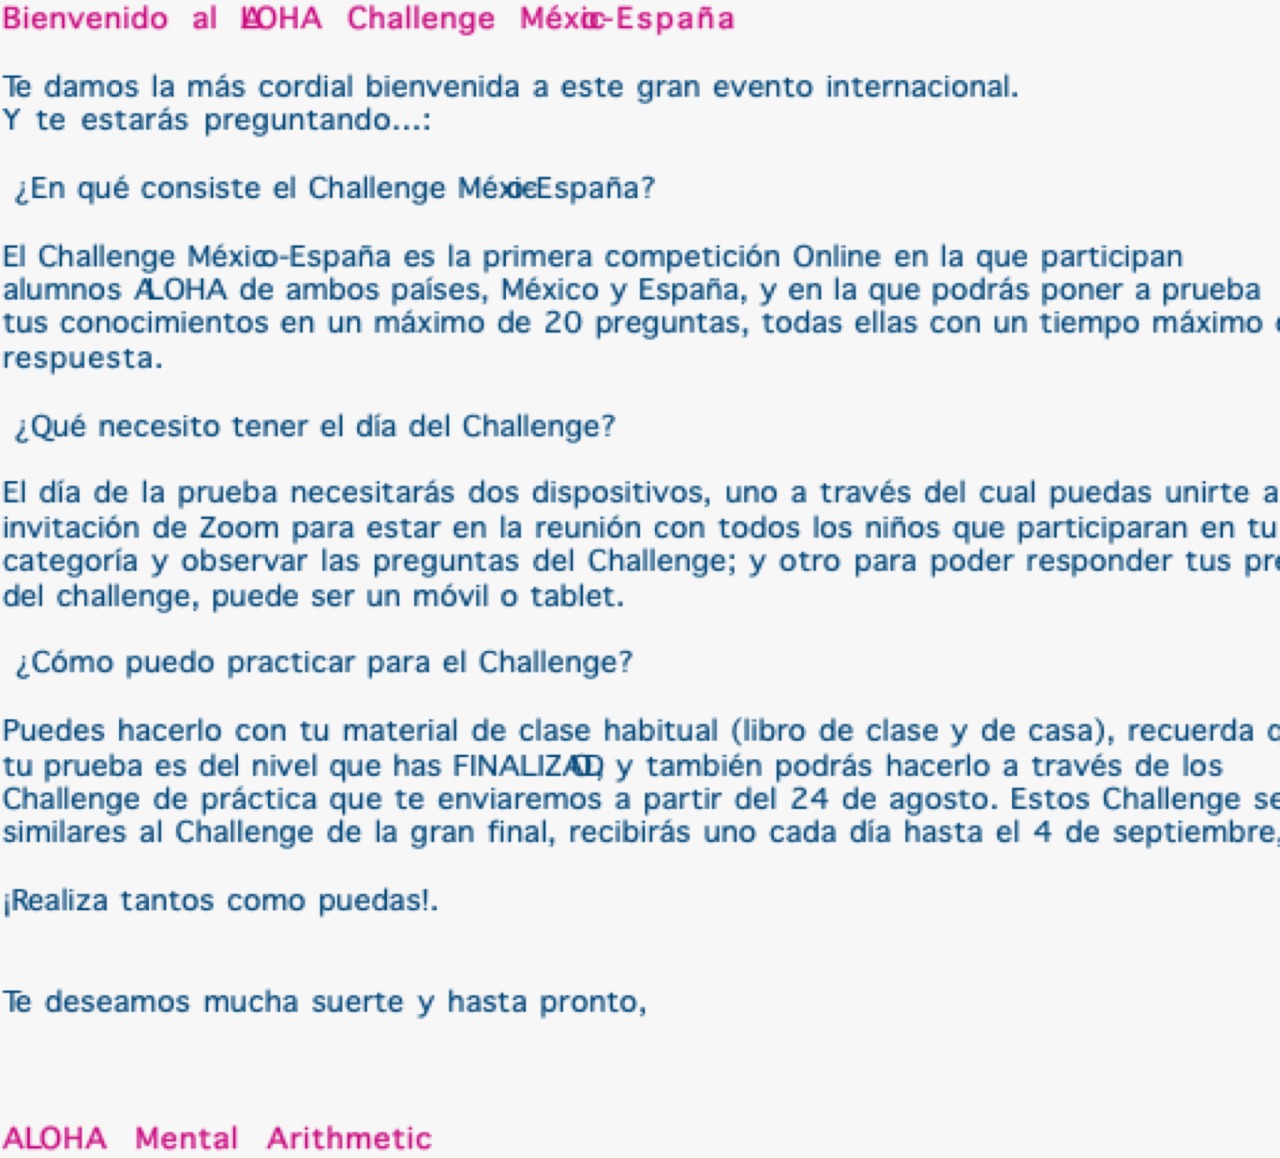 Bienvenido al ALOHA Challenge México-España
Te damos la más cordial bienvenida a este gran evento internacional.
Y te estarás preguntando...:
¿En qué consiste el Challenge México-España?
El Challenge México-España es la primera competición Online en la que participan
alumnos ALOHA de ambos países, México y España, y en la que podrás poner a prueba
tus conocimientos en un máximo de 20 preguntas, todas ellas con un tiempo máximo
respuesta.
¿Qué necesito tener el día del Challenge?
El día de la prueba necesitarás dos dispositivos, uno a través del cual puedas unirte a
invitación de Zoom para estar en la reunión con todos los niños que participaran en tu
categoría y observar las preguntas del Challenge; y otro para poder responder tus
del challenge, puede ser un móvil o tablet.
¿Cómo puedo practicar para el Challenge?
Puedes hacerlo con tu material de clase habitual (libro de clase y de casa), recuerda
tu prueba es del nivel que has FINALIZADO, y también podrás hacerlo a través de los
Challenge de práctica que te enviaremos a partir del 24 de agosto. Estos Challenge
similares al Challenge de la gran final, recibirás uno cada día hasta el 4 de septiembre,
¡Realiza tantos como puedas!.
Te deseamos mucha suerte y hasta pronto,
ALOHA Mental Arithmetic